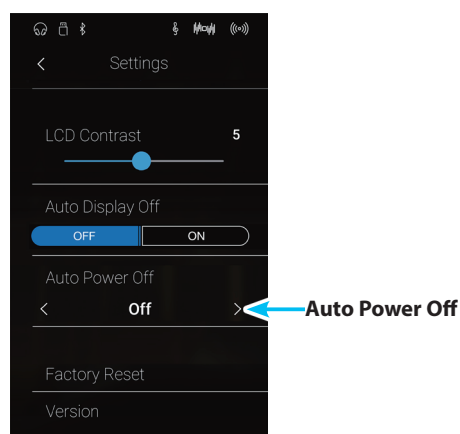 Settings
LCD Contrast 5
Auto Display Off
OFF ON
Auto Power Off
Off
Auto Power Off
Factory Reset
Version